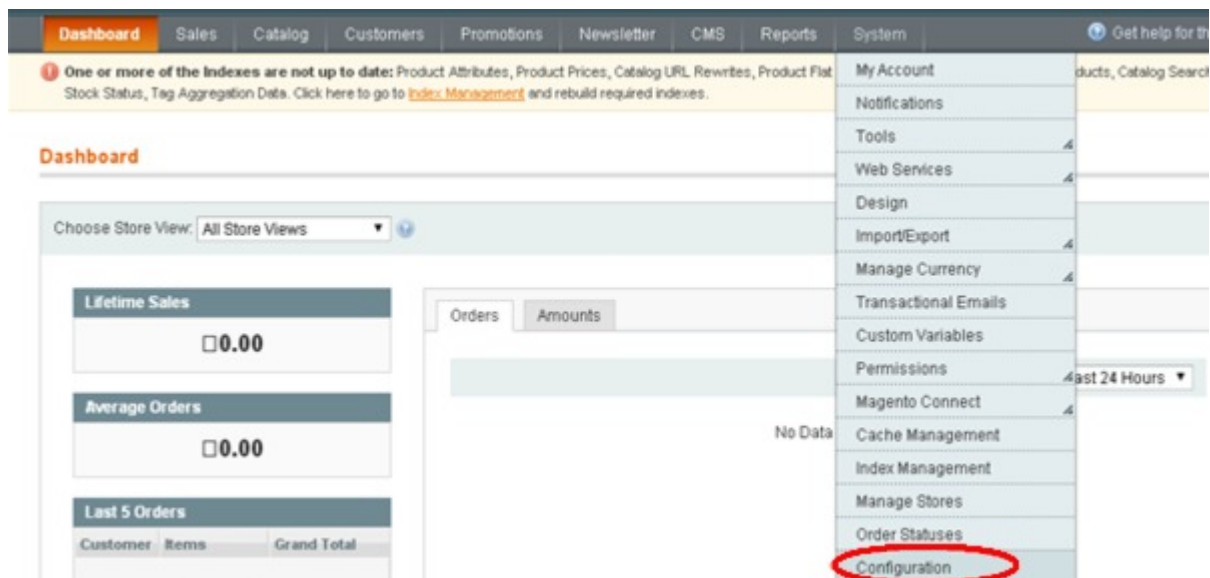 Dashboard Sales Catalog Customers Promotions Newsletter CMS Reports System Get help for th
One or more of the Indexes are not up to date: Product Attributes, Product Prices, Catalog URL Rewrites, Product Flat ducts, Catalog Search
Stock Status, Tag Aggregation Data. Click here to go to Index Management and rebuild required indexes.
My Account
Notifications
Tools
Web Services
Design
Import/Export
Manage Currency
Transactional Emails
Custom Variables
Permissions
Magento Connect
Cache Management
Index Management
Manage Stores
Order Statuses
Configuration
Dashboard
Choose Store View: All Store Views
Lifetime Sales
0.00
Average Orders
0.00
Last 5 Orders
Customer Items Grand Total
Orders Amounts
ast 24 Hours
No Data